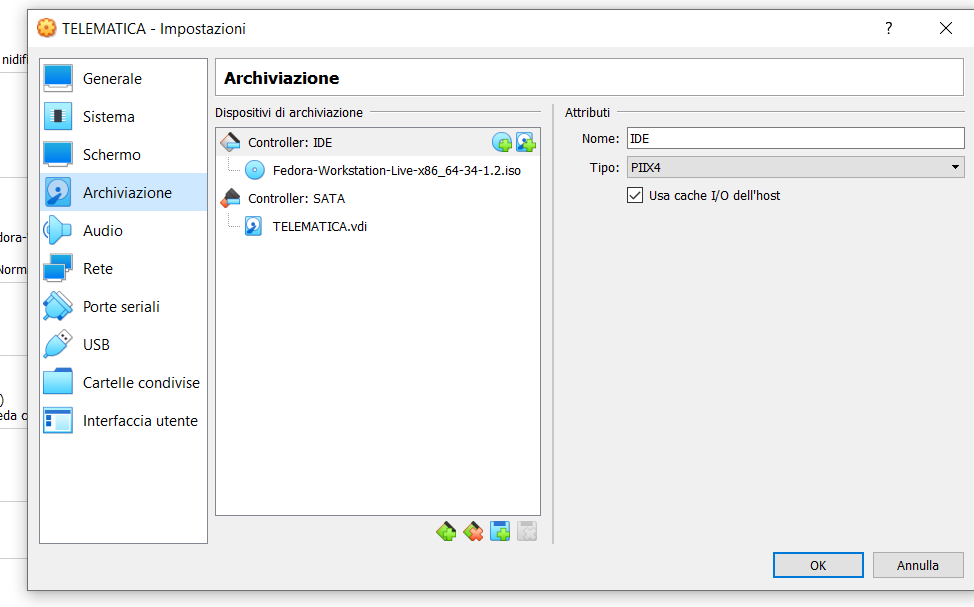 TELEMATICA - Impostazioni
?
nidifi
Generale
Sistema
Schermo
Archiviazione
Audio
Rete
Porte seriali
USB
Cartelle condivise
Interfaccia utente
dora-
Norm
)
eda c
Archiviazione
Dispositivi di archiviazione
Controller: IDE
Fedora-Workstation-Live-x86_64-34-1.2.iso
Controller: SATA
TELEMATICA.vdi
Attributi
Nome: IDE
Tipo: PIIX4
Usa cache I/O dell'host
OK
Annulla